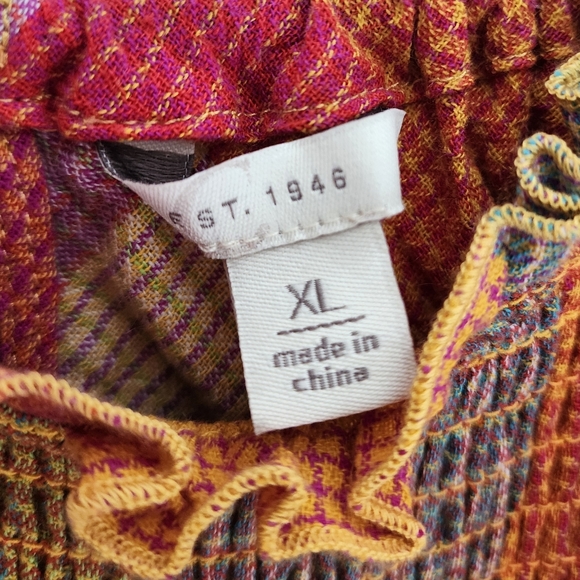 EST. 1946
XL
made in
china